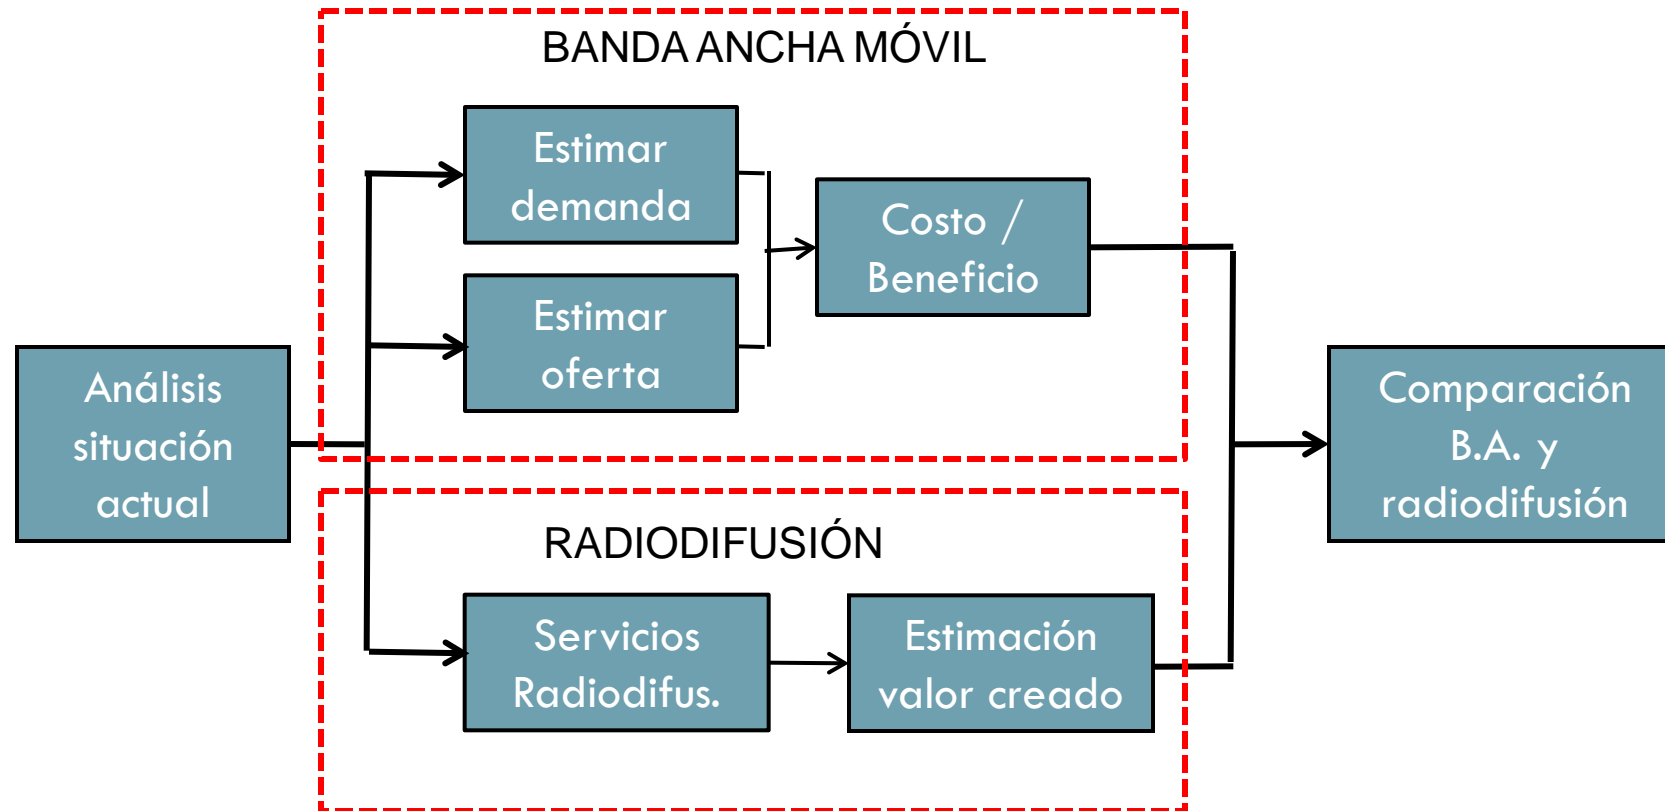 BANDA ANCHA MÓVIL
Estimar
demanda
Costo /
Beneficio
Estimar
oferta
Análisis
situación
actual
Comparación
B.A. y
radiodifusión
RADIODIFUSIÓN
Servicios
Radiodifus.
Estimación
valor creado